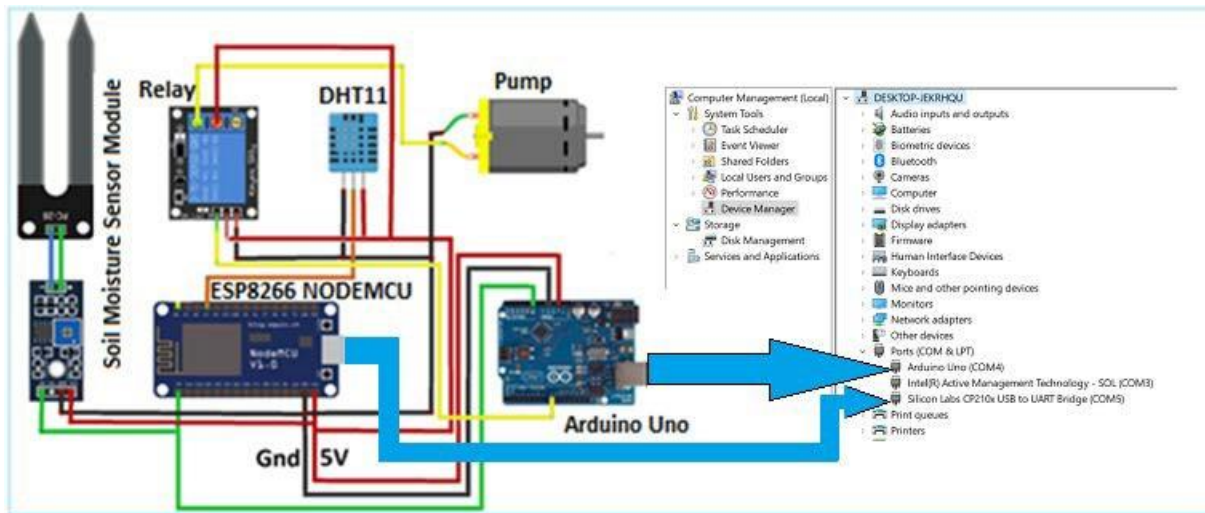 Soil Moisture Sensor Module
Relay
DHT11
Pump
ESP8266 NODEMCU
NodeMCU
V1.0
Gnd
5V
Arduino Uno
Computer Management (Local)
System Tools
Task Scheduler
Event Viewer
Shared Folders
Local Users and Groups
Performance
Device Manager
Storage
Disk Management
Services and Applications
DESKTOP-JEKRHQU
Audio inputs and outputs
Batteries
Biometric devices
Bluetooth
Cameras
Computer
Disk drives
Display adapters
Firmware
Human Interface Devices
Keyboards
Mice and other pointing devices
Monitors
Network adapters
Other devices
Ports (COM & LPT)
Arduino Uno (COM4)
Intel(R) Active Management Technology - SOL (COM3)
Silicon Labs CP210x USB to UART Bridge (COM5)
Print queues
Printers